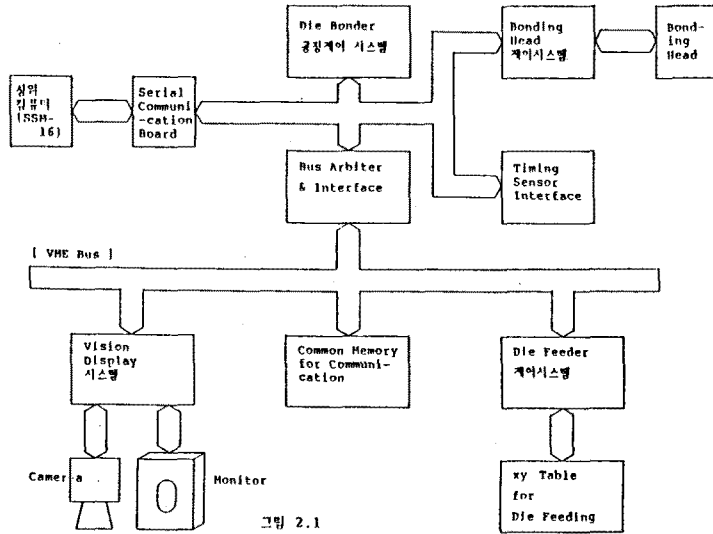 Die Bonder
공정제어 시스템
Bonding
Head
제어시스템
Bond-
ing
Head
상위
컴퓨터
(SSM-
16)
Serial
Communi
-cation
Board
Bus Arbiter
& Interface
Timing
Sensor
Interface
[ VME Bus ]
Vision
Display
시스템
Common Memory
for Communi-
cation
Die Feeder
제어시스템
Camera
Monitor
xy Table
for
Die Feeding
그림 2.1